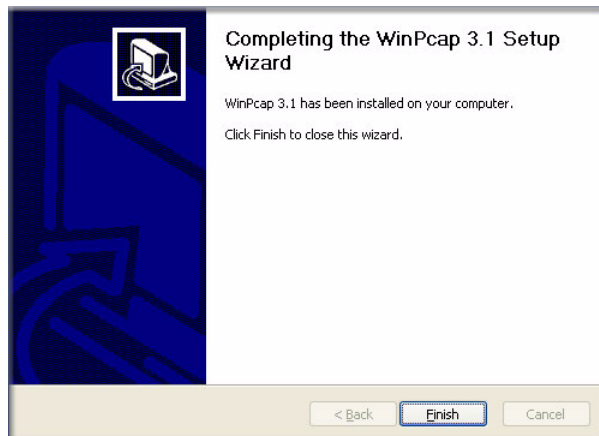 Completing the WinPcap 3.1 Setup
Wizard
WinPcap 3.1 has been installed on your computer.
Click Finish to close this wizard.
< Back
Finish
Cancel